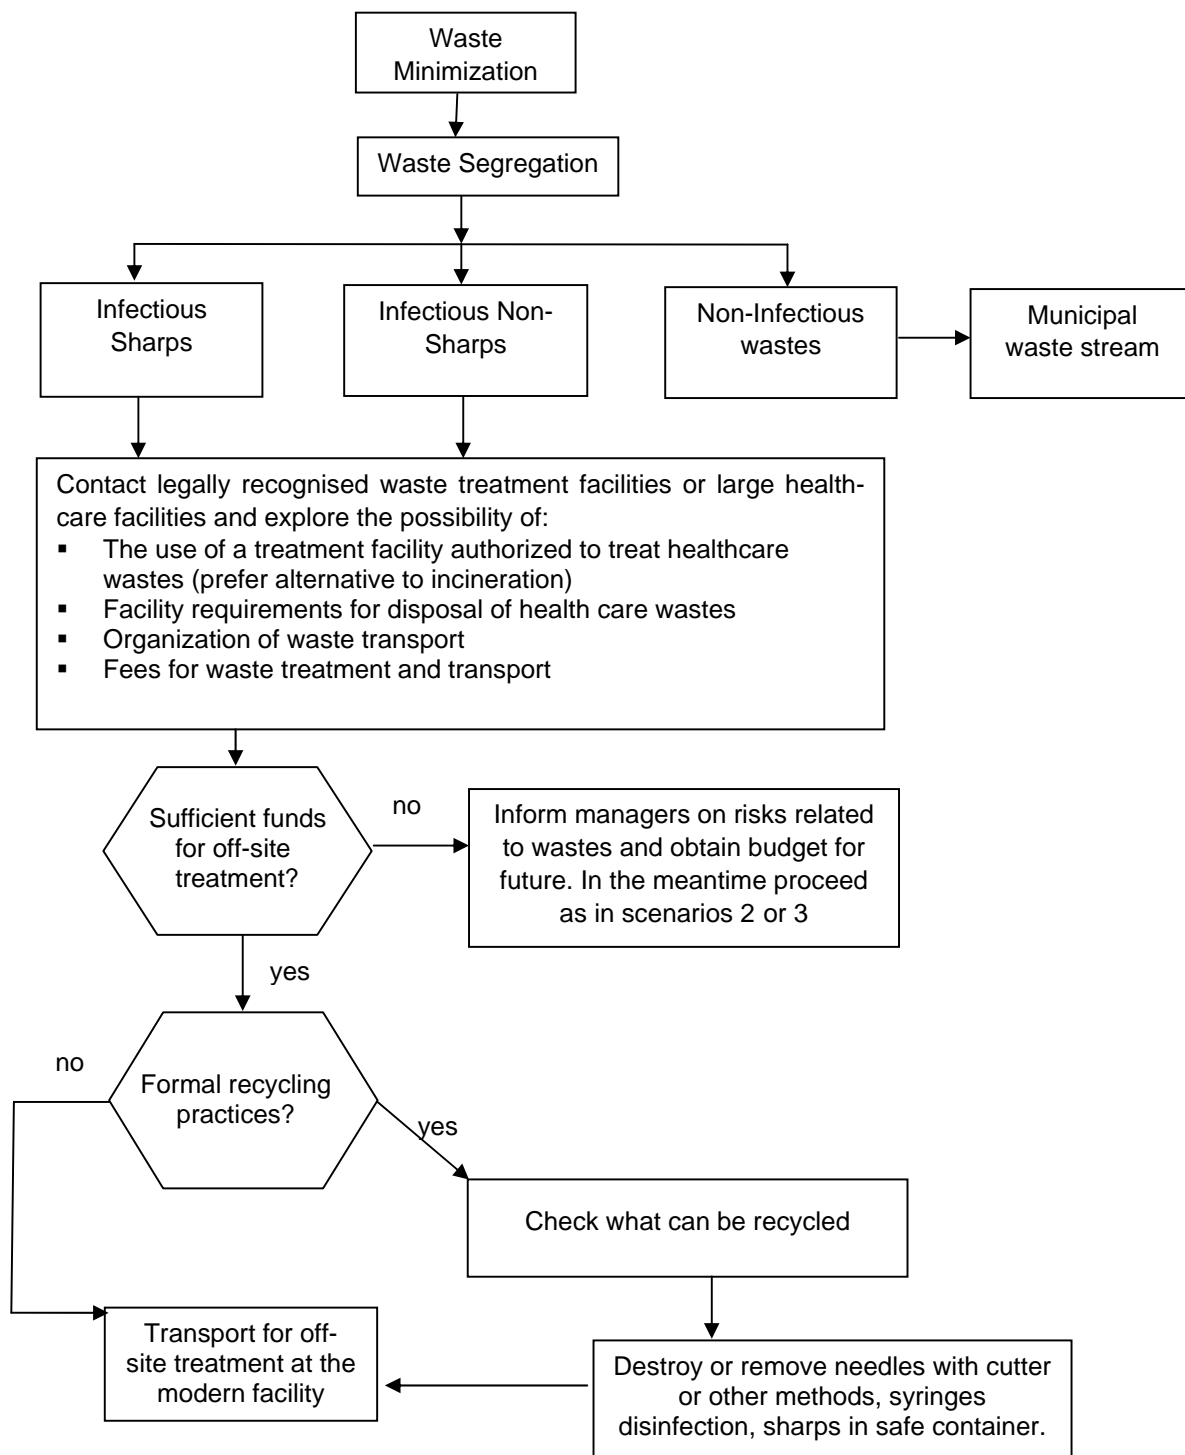 Waste
Minimization
Waste Segregation
Infectious
Sharps
Infectious Non-
Sharps
Non-Infectious
wastes
Municipal
waste stream
Contact legally recognised waste treatment facilities or large health-
care facilities and explore the possibility of:
▪ The use of a treatment facility authorized to treat healthcare
wastes (prefer alternative to incineration)
▪ Facility requirements for disposal of health care wastes
▪ Organization of waste transport
▪ Fees for waste treatment and transport
Sufficient funds
for off-site
treatment?
no
Inform managers on risks related
to wastes and obtain budget for
future. In the meantime proceed
as in scenarios 2 or 3
yes
no
Formal recycling
practices?
yes
Check what can be recycled
Transport for off-
site treatment at the
modern facility
Destroy or remove needles with cutter
or other methods, syringes
disinfection, sharps in safe container.